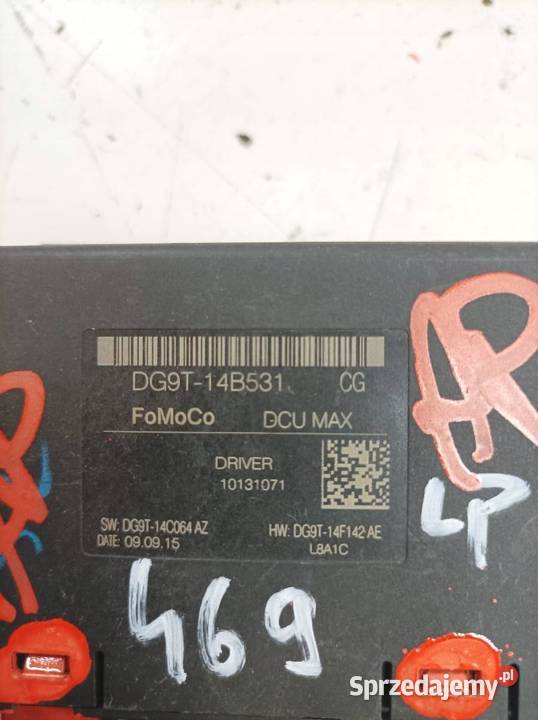 DG9T-14B531 CG
FoMoCo DCU MAX
DRIVER
10131071
SW: DG9T-14C064 AZ HW: DG9T-14F142 AE
DATE: 09.09.15 L8A1C
AP
LP
469
Sprzedajemy.pl